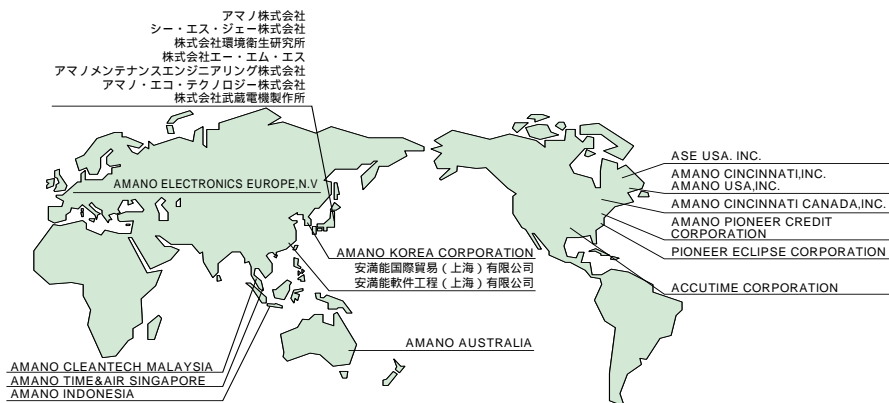 アマノ株式会社
シー・エス・ジェー株式会社
株式会社環境衛生研究所
株式会社エー・エム・エス
アマノメンテナンスエンジニアリング株式会社
アマノ・エコ・テクノロジー株式会社
株式会社武蔵電機製作所
AMANO ELECTRONICS EUROPE,N.V
AMANO KOREA CORPORATION
安満能国際貿易(上海)有限公司
安満能軟件工程(上海)有限公司
AMANO AUSTRALIA
AMANO CLEANTECH MALAYSIA
AMANO TIME&AIR SINGAPORE
AMANO INDONESIA
ASE USA. INC.
AMANO CINCINNATI,INC.
AMANO USA,INC.
AMANO CINCINNATI CANADA,INC.
AMANO PIONEER CREDIT
CORPORATION
PIONEER ECLIPSE CORPORATION
ACCUTIME CORPORATION